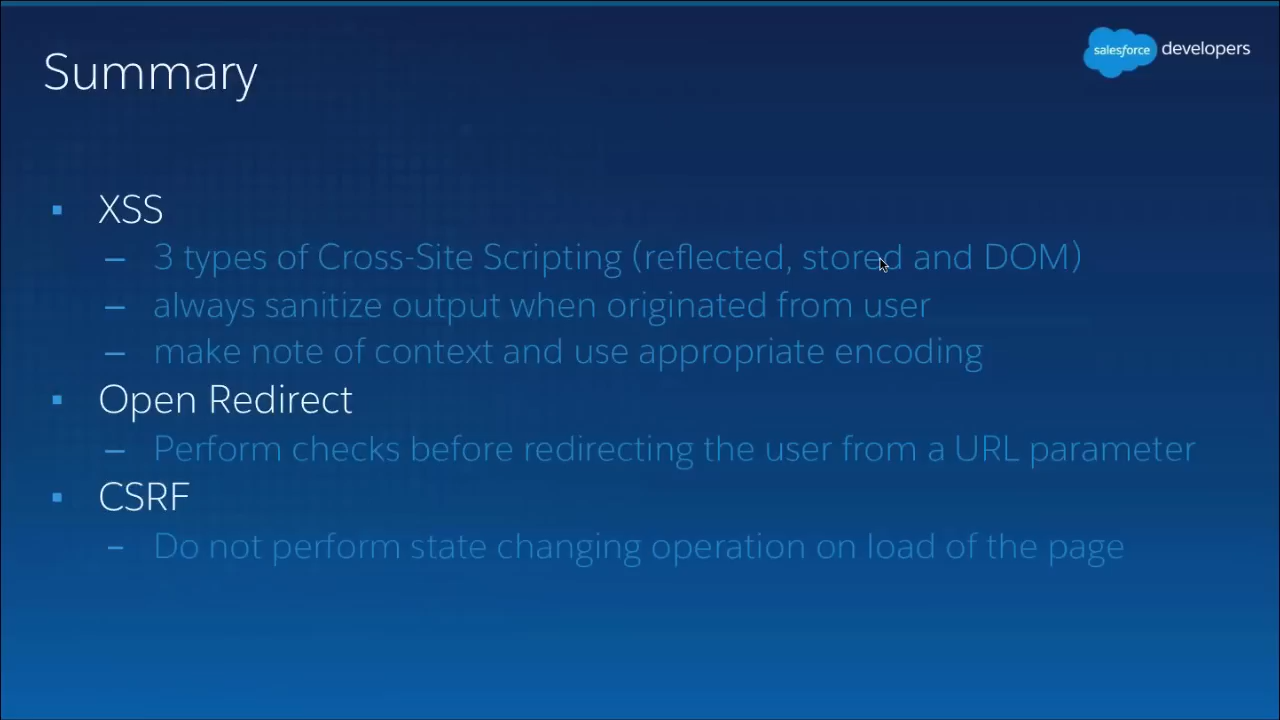 Summary
salesforce developers
XSS
– 3 types of Cross-Site Scripting (reflected, stored and DOM)
– always sanitize output when originated from user
– make note of context and use appropriate encoding
Open Redirect
– Perform checks before redirecting the user from a URL parameter
CSRF
– Do not perform state changing operation on load of the page